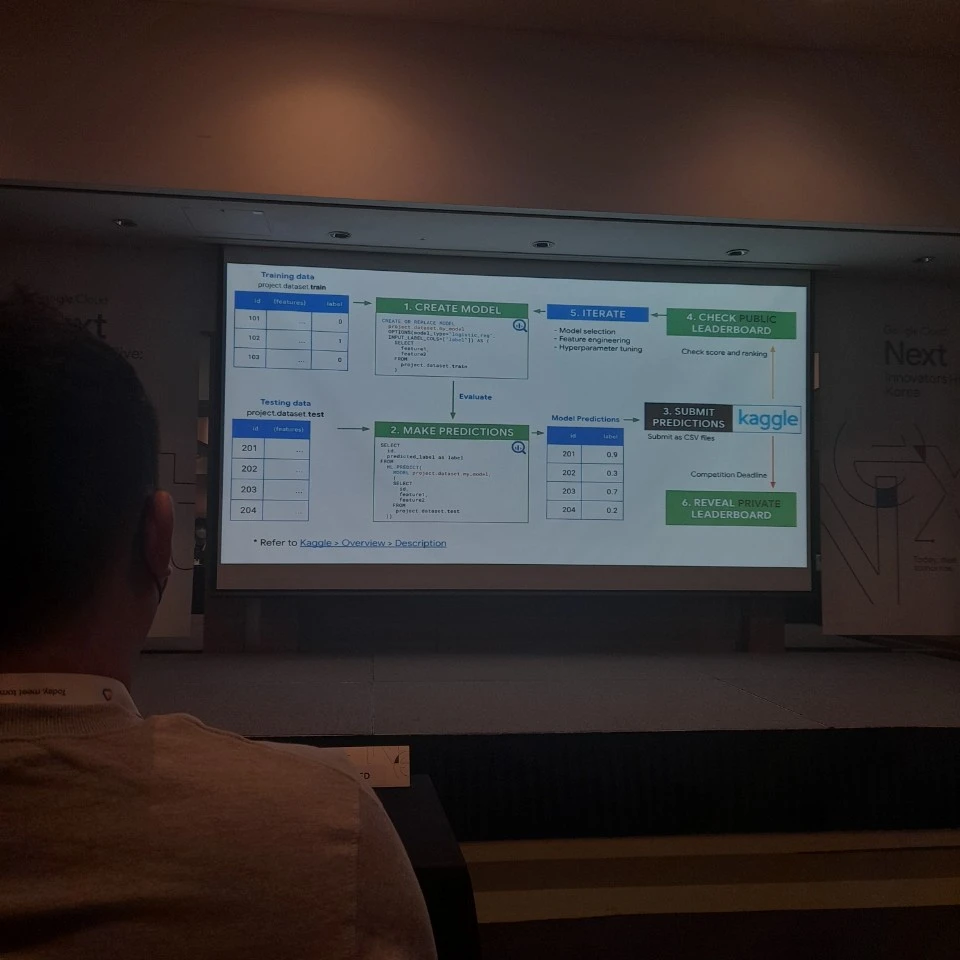 Training data
project dataset train
id (features) label
101 ... 0
102 ... 1
103 ... 0
1. CREATE MODEL
CREATE OR REPLACE MODEL
project.dataset.my_model
OPTIONS(model_type='logistic_reg',
INPUT_LABEL_COLS=['label']) AS (
SELECT
feature1,
feature2
FROM
project.dataset.train
)
5. ITERATE
- Model selection
- Feature engineering
- Hyperparameter tuning
4. CHECK PUBLIC
LEADERBOARD
Check score and ranking
Evaluate
Testing data
project.dataset.test
id (features)
201 ...
202 ...
203 ...
204 ...
2. MAKE PREDICTIONS
SELECT
id,
predicted_label as label
FROM
ML.PREDICT(
MODEL project.dataset.my_model
SELECT
id,
feature1,
feature2
FROM
project.dataset.test
))
Model Predictions
id label
201 0.9
202 0.3
203 0.7
204 0.2
3. SUBMIT
PREDICTIONS
kaggle
Submit as CSV files
Competition Deadline
6. REVEAL PRIVATE
LEADERBOARD
* Refer to Kaggle > Overview > Description
Next
Korea
Today, meet